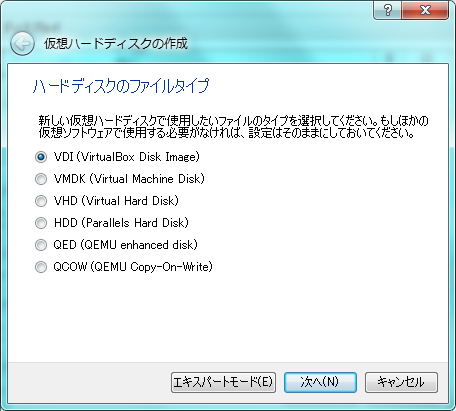 仮想ハードディスクの作成
ハードディスクのファイルタイプ
新しい仮想ハードディスクで使用したいファイルのタイプを選択してください。もしほかの
仮想ソフトウェアで使用する必要がなければ、設定はそのままにしておいてください。
VDI (VirtualBox Disk Image)
VMDK (Virtual Machine Disk)
VHD (Virtual Hard Disk)
HDD (Parallels Hard Disk)
QED (QEMU enhanced disk)
QCOW (QEMU Copy-On-Write)
エキスパートモード(E) 次へ(N) キャンセル